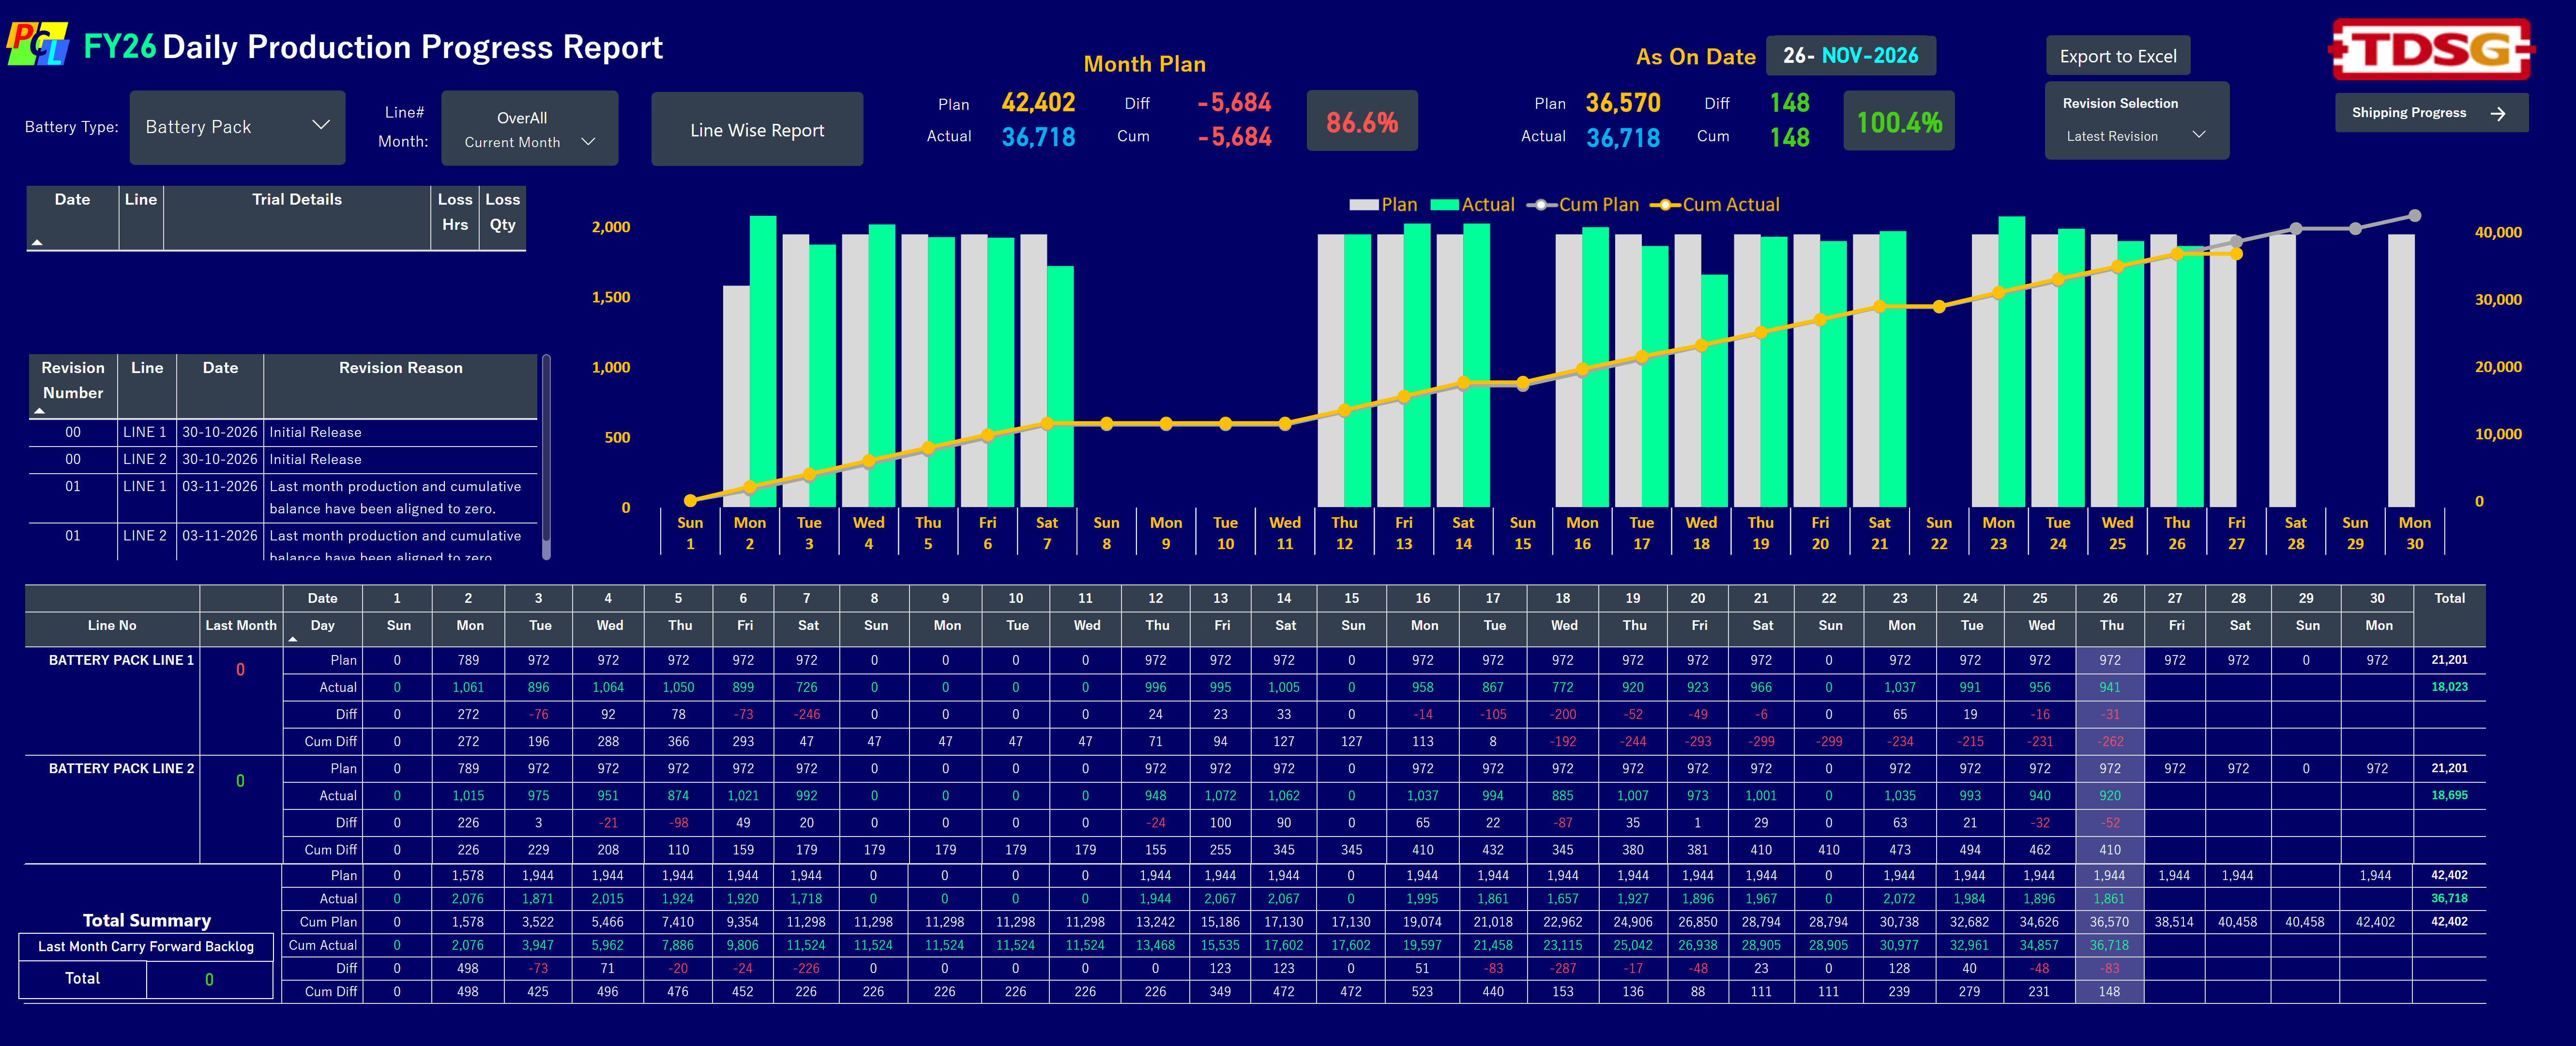 PCL FY26 Daily Production Progress Report
Month Plan
As On Date 26- NOV-2026
Export to Excel
TDSG
Battery Type: Battery Pack
Line# OverAll
Month: Current Month
Line Wise Report
Plan 42,402 Diff -5,684
Actual 36,718 Cum -5,684
86.6%
Plan 36,570 Diff 148
Actual 36,718 Cum 148
100.4%
Revision Selection
Latest Revision
Shipping Progress
Date Line Trial Details Loss Hrs Loss Qty
Revision Number Line Date Revision Reason
00 LINE 1 30-10-2026 Initial Release
00 LINE 2 30-10-2026 Initial Release
01 LINE 1 03-11-2026 Last month production and cumulative
balance have been aligned to zero.
01 LINE 2 03-11-2026 Last month production and cumulative
balance have been aligned to zero.
Plan Actual Cum Plan Cum Actual
2,000
1,500
1,000
500
0
40,000
30,000
20,000
10,000
0
Sun Mon Tue Wed Thu Fri Sat Sun Mon Tue Wed Thu Fri Sat Sun Mon Tue Wed Thu Fri Sat Sun Mon Tue Wed Thu Fri Sat Sun Mon
1 2 3 4 5 6 7 8 9 10 11 12 13 14 15 16 17 18 19 20 21 22 23 24 25 26 27 28 29 30
Date 1 2 3 4 5 6 7 8 9 10 11 12 13 14 15 16 17 18 19 20 21 22 23 24 25 26 27 28 29 30 Total
Line No Last Month Day Sun Mon Tue Wed Thu Fri Sat Sun Mon Tue Wed Thu Fri Sat Sun Mon Tue Wed Thu Fri Sat Sun Mon Tue Wed Thu Fri Sat Sun Mon
BATTERY PACK LINE 1 0 Plan 0 789 972 972 972 972 972 0 0 0 0 972 972 972 0 972 972 972 972 972 972 0 972 972 972 972 972 972 0 972 21,201
Actual 0 1,061 896 1,064 1,050 899 726 0 0 0 0 996 995 1,005 0 958 867 772 920 923 966 0 1,037 991 956 941 18,023
Diff 0 272 -76 92 78 -73 -246 0 0 0 0 24 23 33 0 -14 -105 -200 -52 -49 -6 0 65 19 -16 -31
Cum Diff 0 272 196 288 366 293 47 47 47 47 47 71 94 127 127 113 8 -192 -244 -293 -299 -299 -234 -215 -231 -262
BATTERY PACK LINE 2 0 Plan 0 789 972 972 972 972 972 0 0 0 0 972 972 972 0 972 972 972 972 972 972 0 972 972 972 972 972 972 0 972 21,201
Actual 0 1,015 975 951 874 1,021 992 0 0 0 0 948 1,072 1,062 0 1,037 994 885 1,007 973 1,001 0 1,035 993 940 920 18,695
Diff 0 226 3 -21 -98 49 20 0 0 0 0 -24 100 90 0 65 22 -87 35 1 29 0 63 21 -32 -52
Cum Diff 0 226 229 208 110 159 179 179 179 179 179 155 255 345 345 410 432 345 380 381 410 410 473 494 462 410
Plan 0 1,578 1,944 1,944 1,944 1,944 1,944 0 0 0 0 1,944 1,944 1,944 0 1,944 1,944 1,944 1,944 1,944 1,944 0 1,944 1,944 1,944 1,944 1,944 1,944 1,944 42,402
Actual 0 2,076 1,871 2,015 1,924 1,920 1,718 0 0 0 0 1,944 2,067 2,067 0 1,995 1,861 1,657 1,927 1,896 1,967 0 2,072 1,984 1,896 1,861 36,718
Total Summary
Cum Plan 0 1,578 3,522 5,466 7,410 9,354 11,298 11,298 11,298 11,298 11,298 13,242 15,186 17,130 17,130 19,074 21,018 22,962 24,906 26,850 28,794 28,794 30,738 32,682 34,626 36,570 38,514 40,458 40,458 42,402 42,402
Last Month Carry Forward Backlog
Cum Actual 0 2,076 3,947 5,962 7,886 9,806 11,524 11,524 11,524 11,524 11,524 13,468 15,535 17,602 17,602 19,597 21,458 23,115 25,042 26,938 28,905 28,905 30,977 32,961 34,857 36,718
Total 0
Diff 0 498 -73 71 -20 -24 -226 0 0 0 0 0 123 123 0 51 -83 -287 -17 -48 23 0 128 40 -48 -83
Cum Diff 0 498 425 496 476 452 226 226 226 226 226 226 349 472 472 523 440 153 136 88 111 111 239 279 231 148